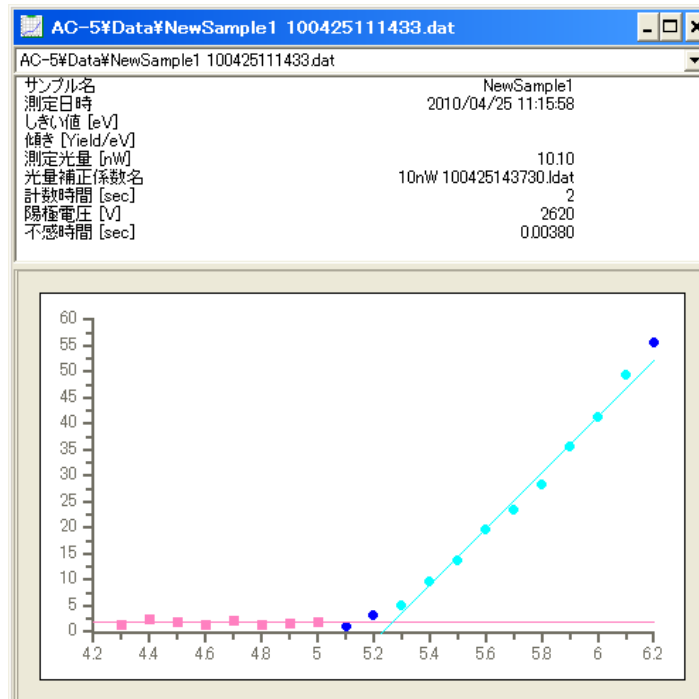 AC-5¥Data¥NewSample1 100425111433.dat
AC-5¥Data¥NewSample1 100425111433.dat
サンプル名 NewSample1
測定日時 2010/04/25 11:15:58
しきい値 [eV]
傾き [Yield/eV]
測定光量 [nW] 10.10
光量補正係数名 10nW 100425143730.ldat
計数時間 [sec] 2
陽極電圧 [V] 2620
不感時間 [sec] 0.00380
60
55
50
45
40
35
30
25
20
15
10
5
0
4.2 4.4 4.6 4.8 5 5.2 5.4 5.6 5.8 6 6.2